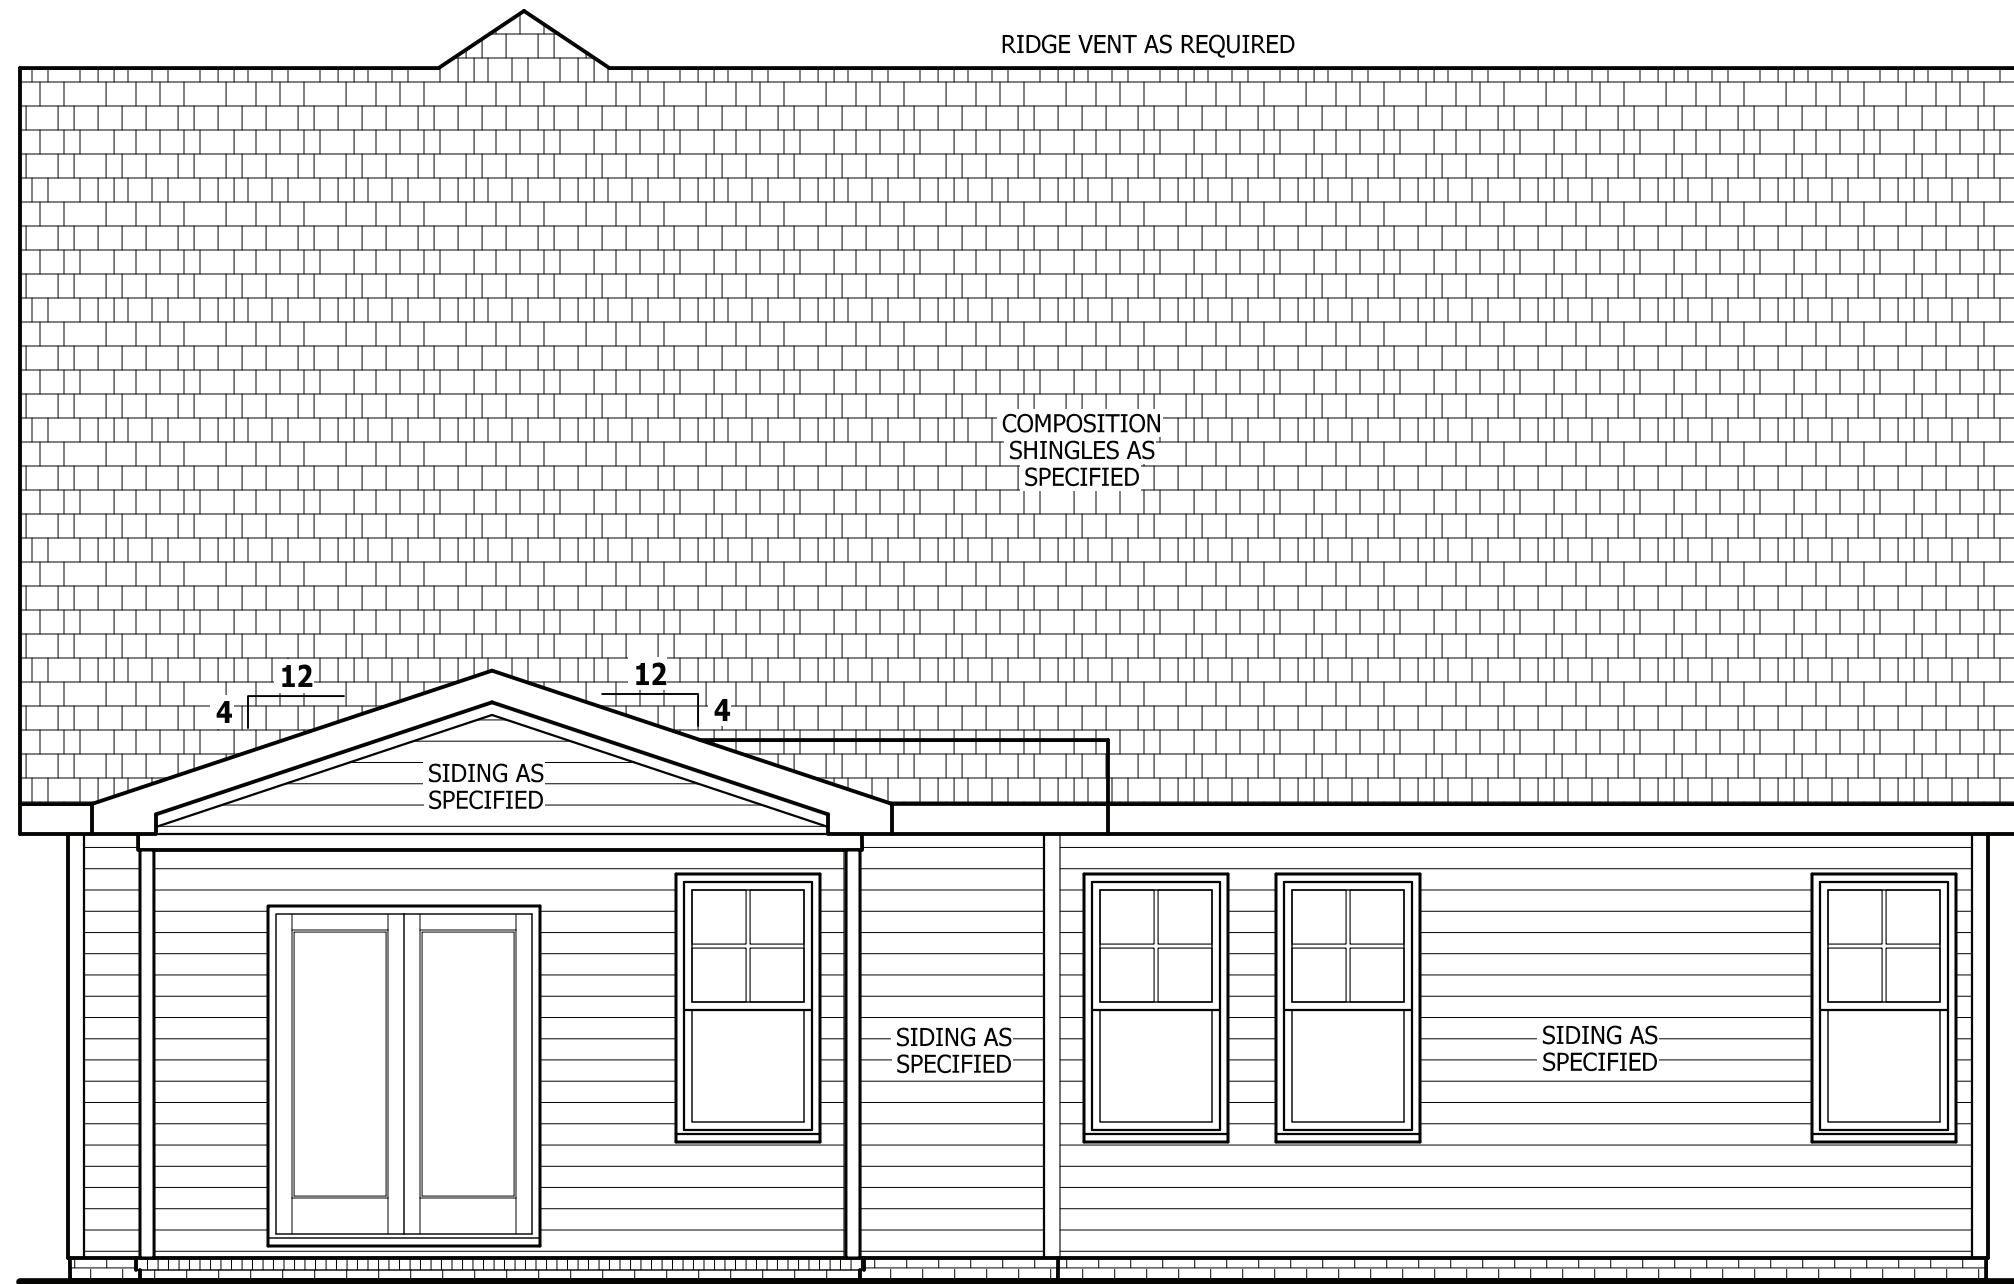 RIDGE VENT AS REQUIRED
COMPOSITION
SHINGLES AS
SPECIFIED
12
4
12
4
SIDING AS
SPECIFIED
SIDING AS
SPECIFIED
SIDING AS
SPECIFIED